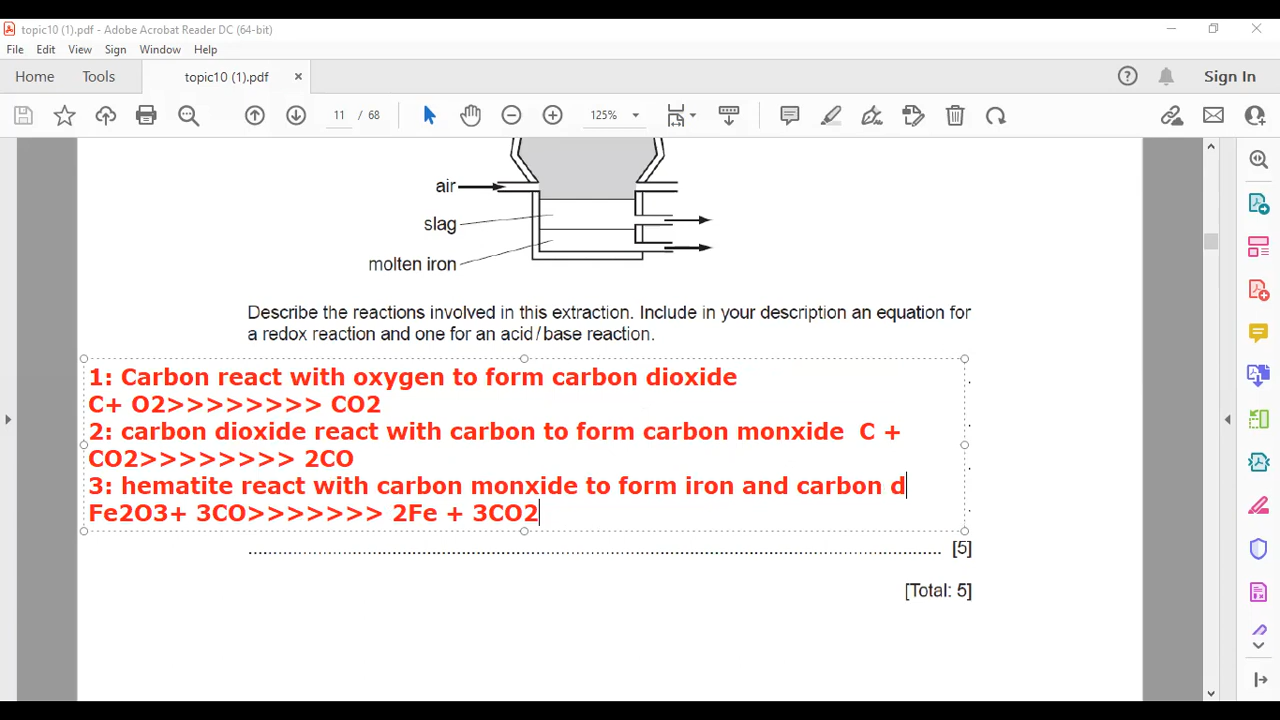 topic10 (1).pdf - Adobe Acrobat Reader DC (64-bit)
File Edit View Sign Window Help
Home Tools topic10 (1).pdf × Sign In
11 / 68 125%
air
slag
molten iron
Describe the reactions involved in this extraction. Include in your description an equation for
a redox reaction and one for an acid/base reaction.
1: Carbon react with oxygen to form carbon dioxide
C+ O2>>>>>>>> CO2
2: carbon dioxide react with carbon to form carbon monxide C +
CO2>>>>>>>> 2CO
3: hematite react with carbon monxide to form iron and carbon d
Fe2O3+ 3CO>>>>>>> 2Fe + 3CO2
[5]
[Total: 5]